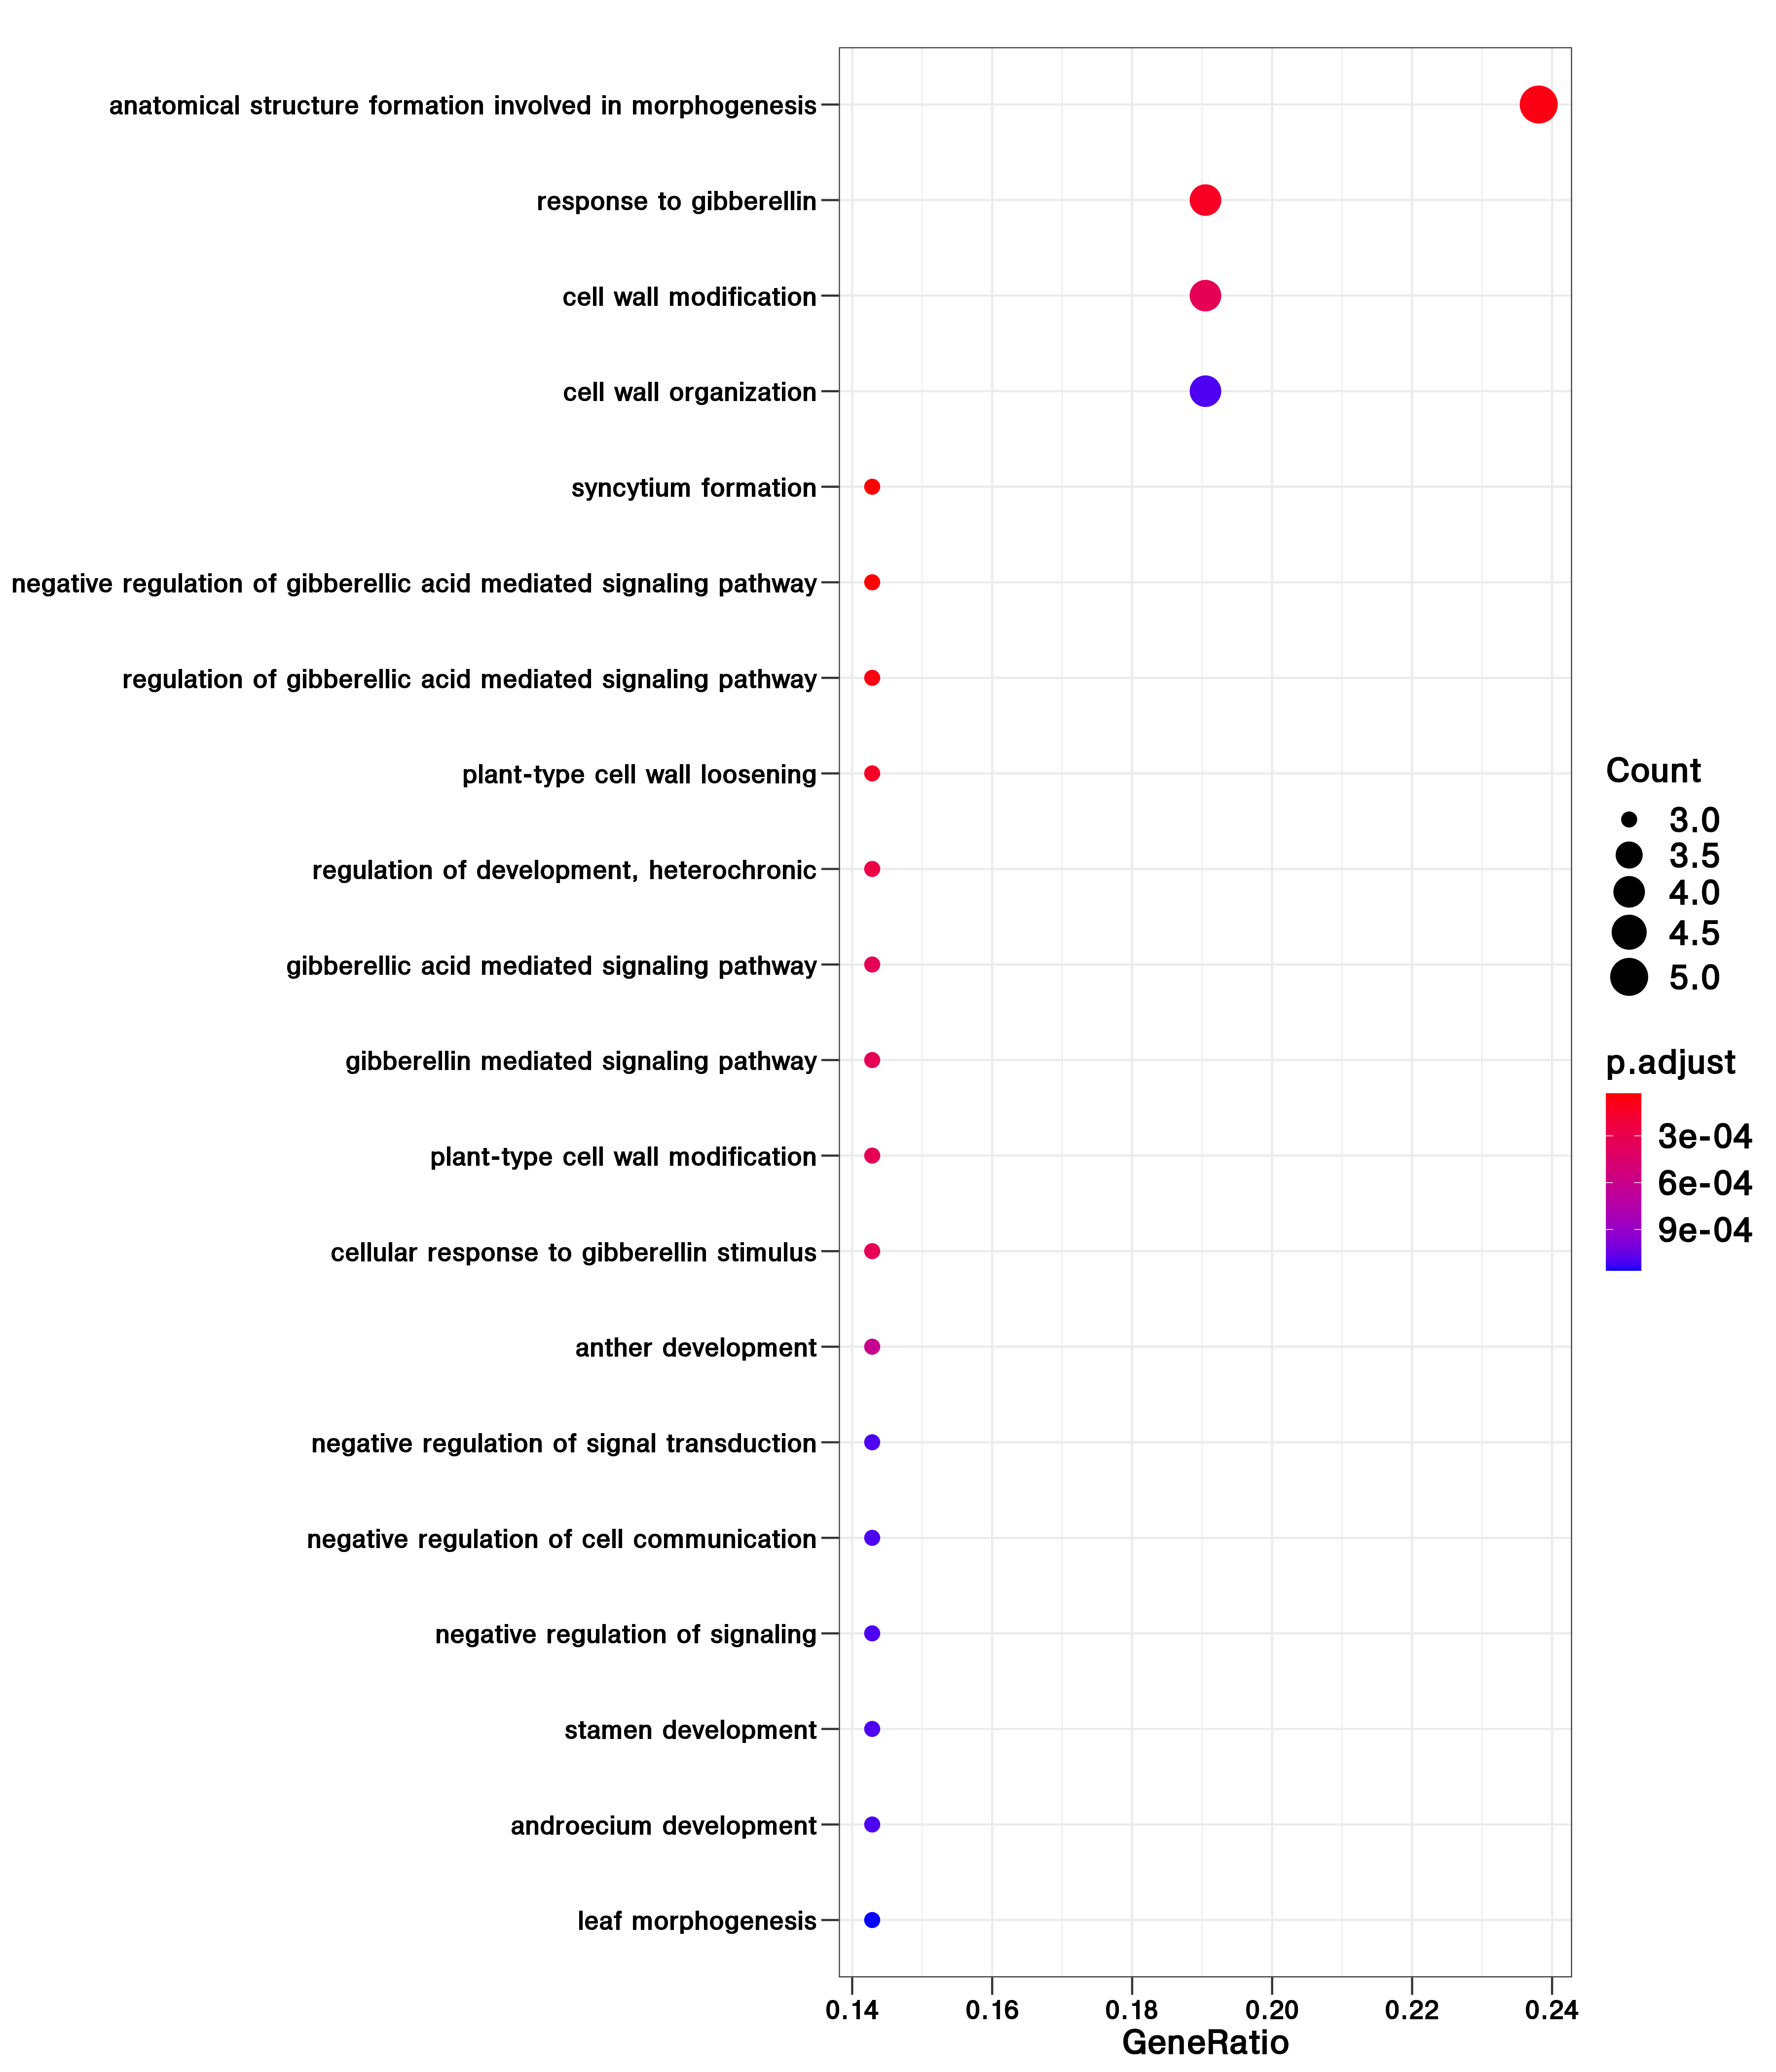 anatomical structure formation involved in morphogenesis
response to gibberellin
cell wall modification
cell wall organization
syncytium formation
negative regulation of gibberellic acid mediated signaling pathway
regulation of gibberellic acid mediated signaling pathway
plant-type cell wall loosening
regulation of development, heterochronic
gibberellic acid mediated signaling pathway
gibberellin mediated signaling pathway
plant-type cell wall modification
cellular response to gibberellin stimulus
anther development
negative regulation of signal transduction
negative regulation of cell communication
negative regulation of signaling
stamen development
androecium development
leaf morphogenesis
0.14 0.16 0.18 0.20 0.22 0.24
GeneRatio
Count
3.0
3.5
4.0
4.5
5.0
p.adjust
3e-04
6e-04
9e-04